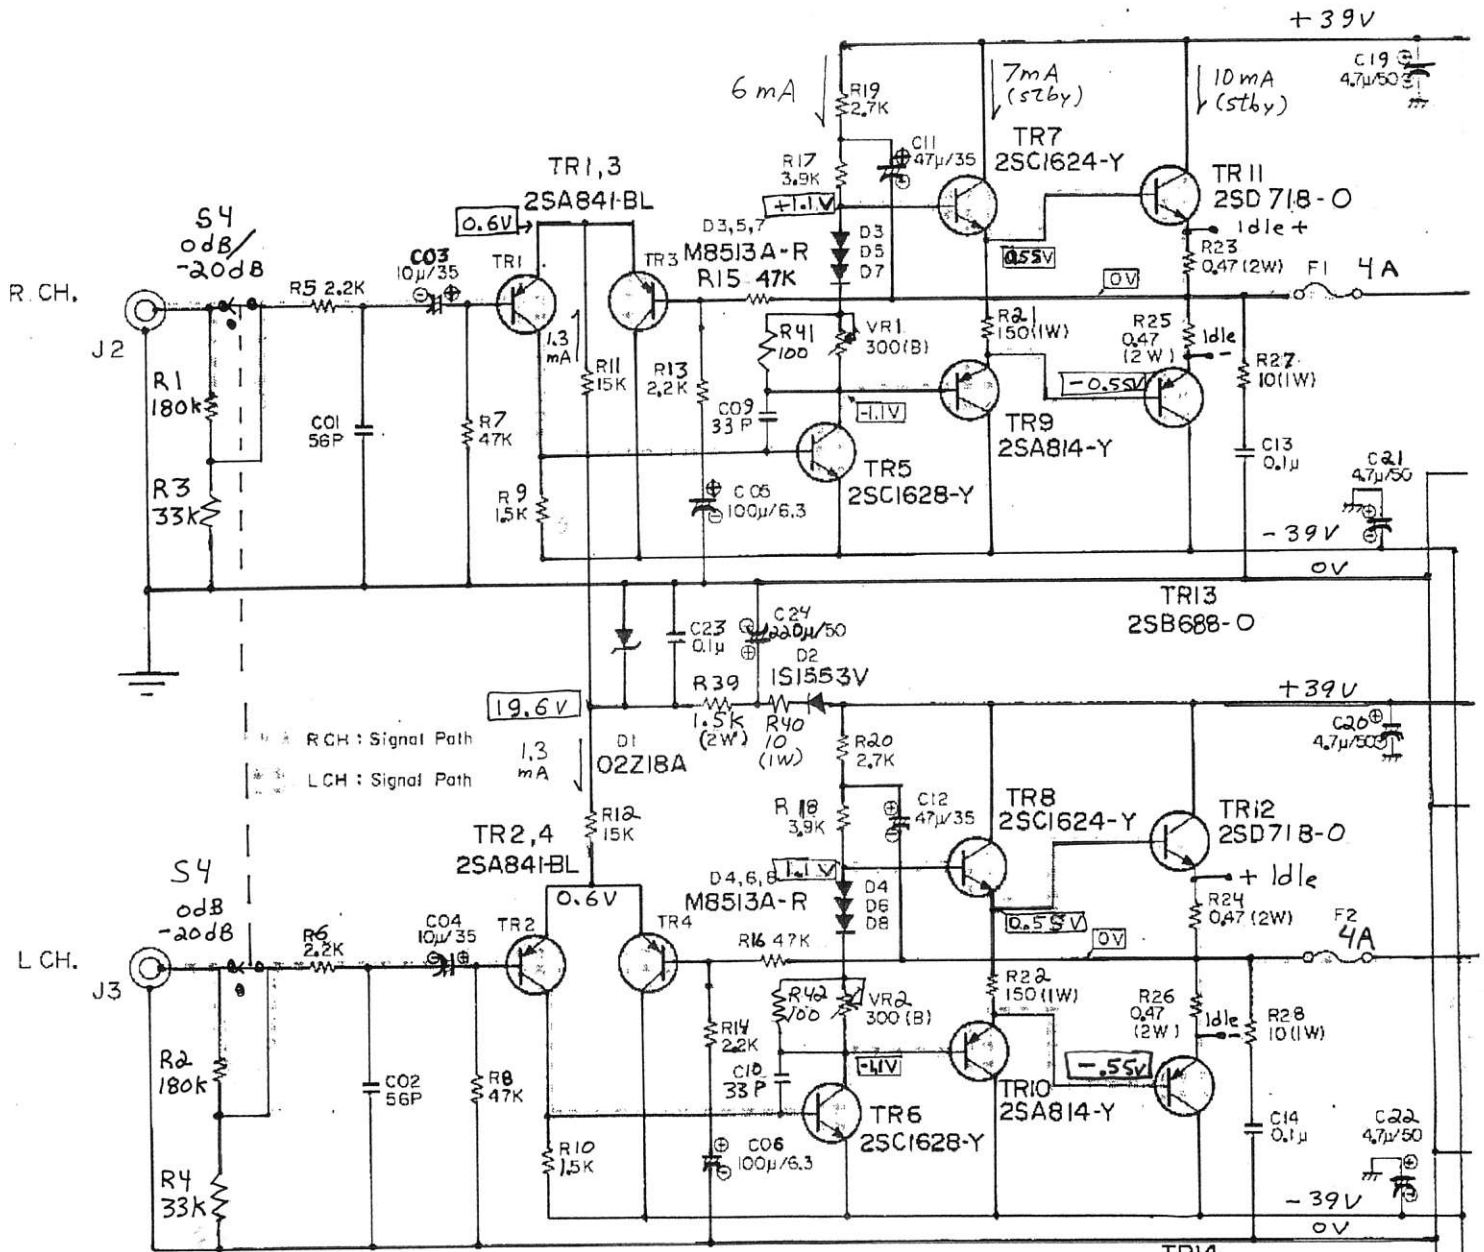 +39V
C19
4.7µ/50
6 mA
R19
2.7K
7mA
(stby)
10mA
(stby)
TR7
2SC1624-Y
C11
47µ/35
R17
3.9K
TR1,3
2SA841-BL
TR11
2SD718-O
+1.1V
0.6V
S4
0dB/
-20dB
D3,5,7
M8513A-R
D3
D5
D7
Idle +
R23
0.47 (2W)
0.55V
C03
10µ/35
TR1
TR3
R15 47K
0V
F1
4A
R CH.
R5 2.2K
J2
R41
100
VR1
300(B)
R21
150(1W)
R25
0.47
(2W)
Idle
-
R27
10(1W)
1.3
mA
R11
15K
R13
2.2K
R1
180k
-0.55V
C01
56P
R7
47K
C09
33P
-1.1V
TR9
2SA814-Y
C13
0.1µ
C21
4.7µ/50
TR5
2SC1628-Y
R3
33k
R9
1.5K
C05
100µ/6.3
-39V
0V
TR13
2SB688-O
C23
0.1µ
C24
220µ/50
D2
1S1553V
R39
1.5K
(2W)
R40
10
(1W)
19.6V
+39V
C20
4.7µ/50
R CH : Signal Path
L CH : Signal Path
1.3
mA
D1
02Z18A
R20
2.7K
R18
3.9K
C12
47µ/35
TR8
2SC1624-Y
TR12
2SD718-O
R12
15K
TR2,4
2SA841-BL
1.1V
S4
0dB
-20dB
0.6V
D4,6,8
M8513A-R
D4
D6
D8
+ Idle
R24
0.47 (2W)
0.55V
C04
10µ/35
TR2
TR4
R16 47K
0V
F2
4A
L CH.
R6
2.2K
J3
R42
100
VR2
300 (B)
R22
150(1W)
R26
0.47
(2W)
Idle
-
R28
10(1W)
R14
2.2K
R2
180k
C02
56P
R8
47K
C10
33P
-1.1V
TR10
2SA814-Y
-.55V
C14
0.1µ
C22
4.7µ/50
TR6
2SC1628-Y
R10
1.5K
C06
100µ/6.3
R4
33k
-39V
0V
TR14